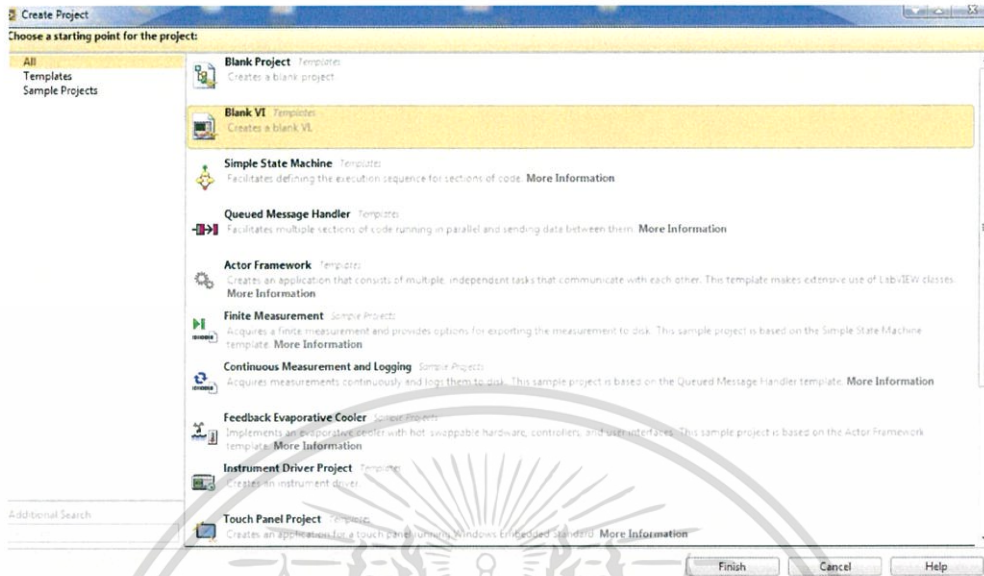 Create Project
Choose a starting point for the project:
All
Templates
Sample Projects
Blank Project Templates
Creates a blank project
Blank VI Templates
Creates a blank VI.
Simple State Machine Templates
Facilitates defining the execution sequence for sections of code. More Information
Queued Message Handler Templates
Facilitates multiple sections of code running in parallel and sending data between them. More Information
Actor Framework Templates
Creates an application that consists of multiple, independent tasks that communicate with each other. This template makes extensive use of LabVIEW classes.
More Information
Finite Measurement Sample Projects
Acquires a finite measurement and provides options for exporting the measurement to disk. This sample project is based on the Simple State Machine
template. More Information
Continuous Measurement and Logging Sample Projects
Acquires measurements continuously and logs them to disk. This sample project is based on the Queued Message Handler template. More Information
Feedback Evaporative Cooler Sample Projects
Implements an evaporative cooler with hot-swappable hardware, controllers, and user interfaces. This sample project is based on the Actor Framework
template. More Information
Instrument Driver Project Templates
Creates an instrument driver.
Additional Search
Touch Panel Project Templates
Creates an application for a touch panel running Windows Embedded Standard. More Information
Finish
Cancel
Help